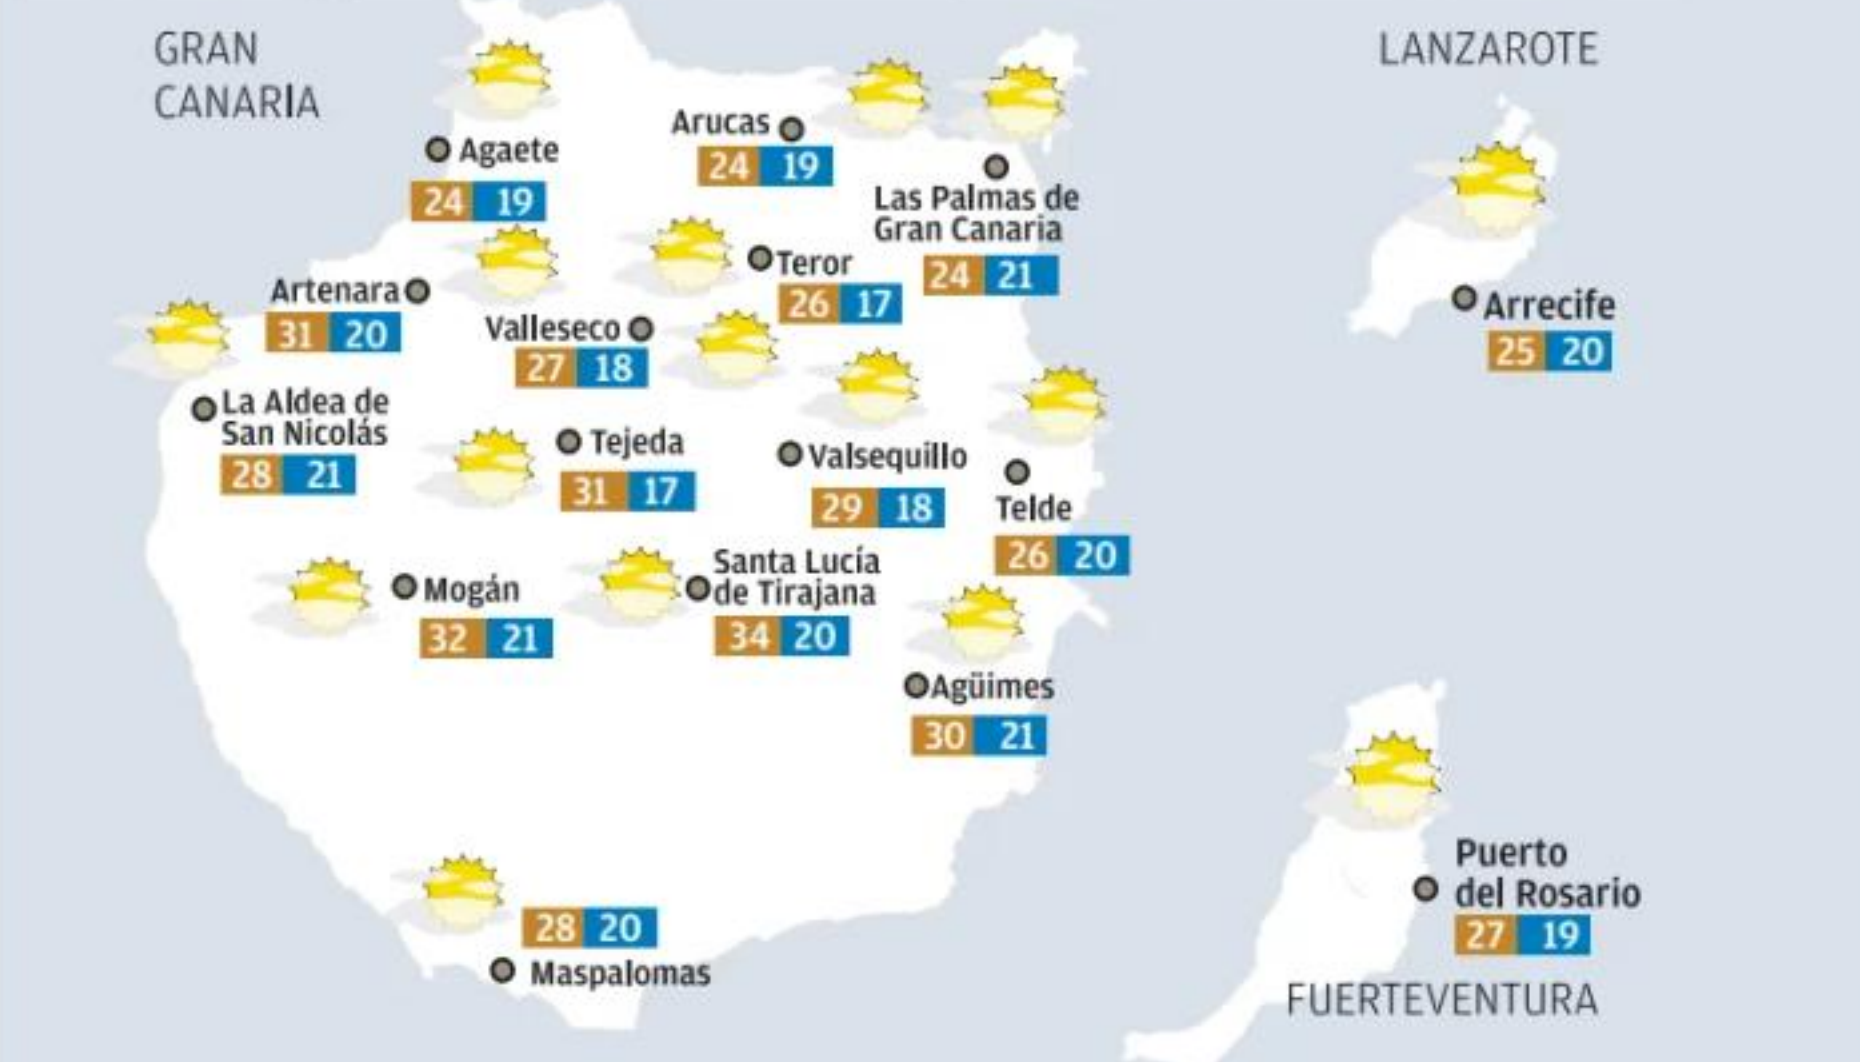 GRAN
CANARIA
LANZAROTE
Agaete
24 19
Arucas
24 19
Las Palmas de
Gran Canaria
24 21
Teror
26 17
Artenara
31 20
Valleseco
27 18
Arrecife
25 20
La Aldea de
San Nicolás
28 21
Tejeda
31 17
Valsequillo
29 18
Telde
26 20
Mogán
32 21
Santa Lucía
de Tirajana
34 20
Agüimes
30 21
Puerto
del Rosario
27 19
28 20
Maspalomas
FUERTEVENTURA